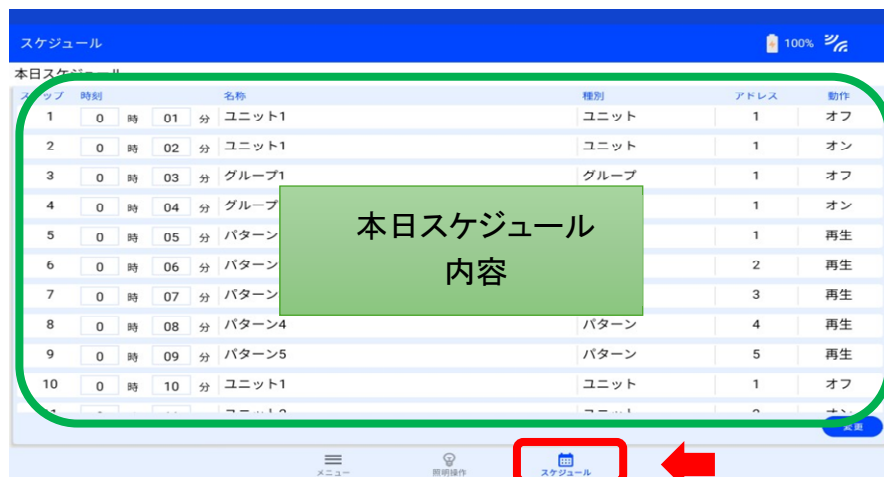 スケジュール 100%
本日スケジュール
ステップ 時刻 名称 種別 アドレス 動作
1 0 時 01 分 ユニット1 ユニット 1 オフ
2 0 時 02 分 ユニット1 ユニット 1 オン
3 0 時 03 分 グループ1 グループ 1 オフ
4 0 時 04 分 グループ 1 オン
5 0 時 05 分 パターン 1 再生
6 0 時 06 分 パターン 2 再生
7 0 時 07 分 パターン 3 再生
8 0 時 08 分 パターン4 パターン 4 再生
9 0 時 09 分 パターン5 パターン 5 再生
10 0 時 10 分 ユニット1 ユニット 1 オフ
本日スケジュール
内容
変更
メニュー 照明操作 スケジュール